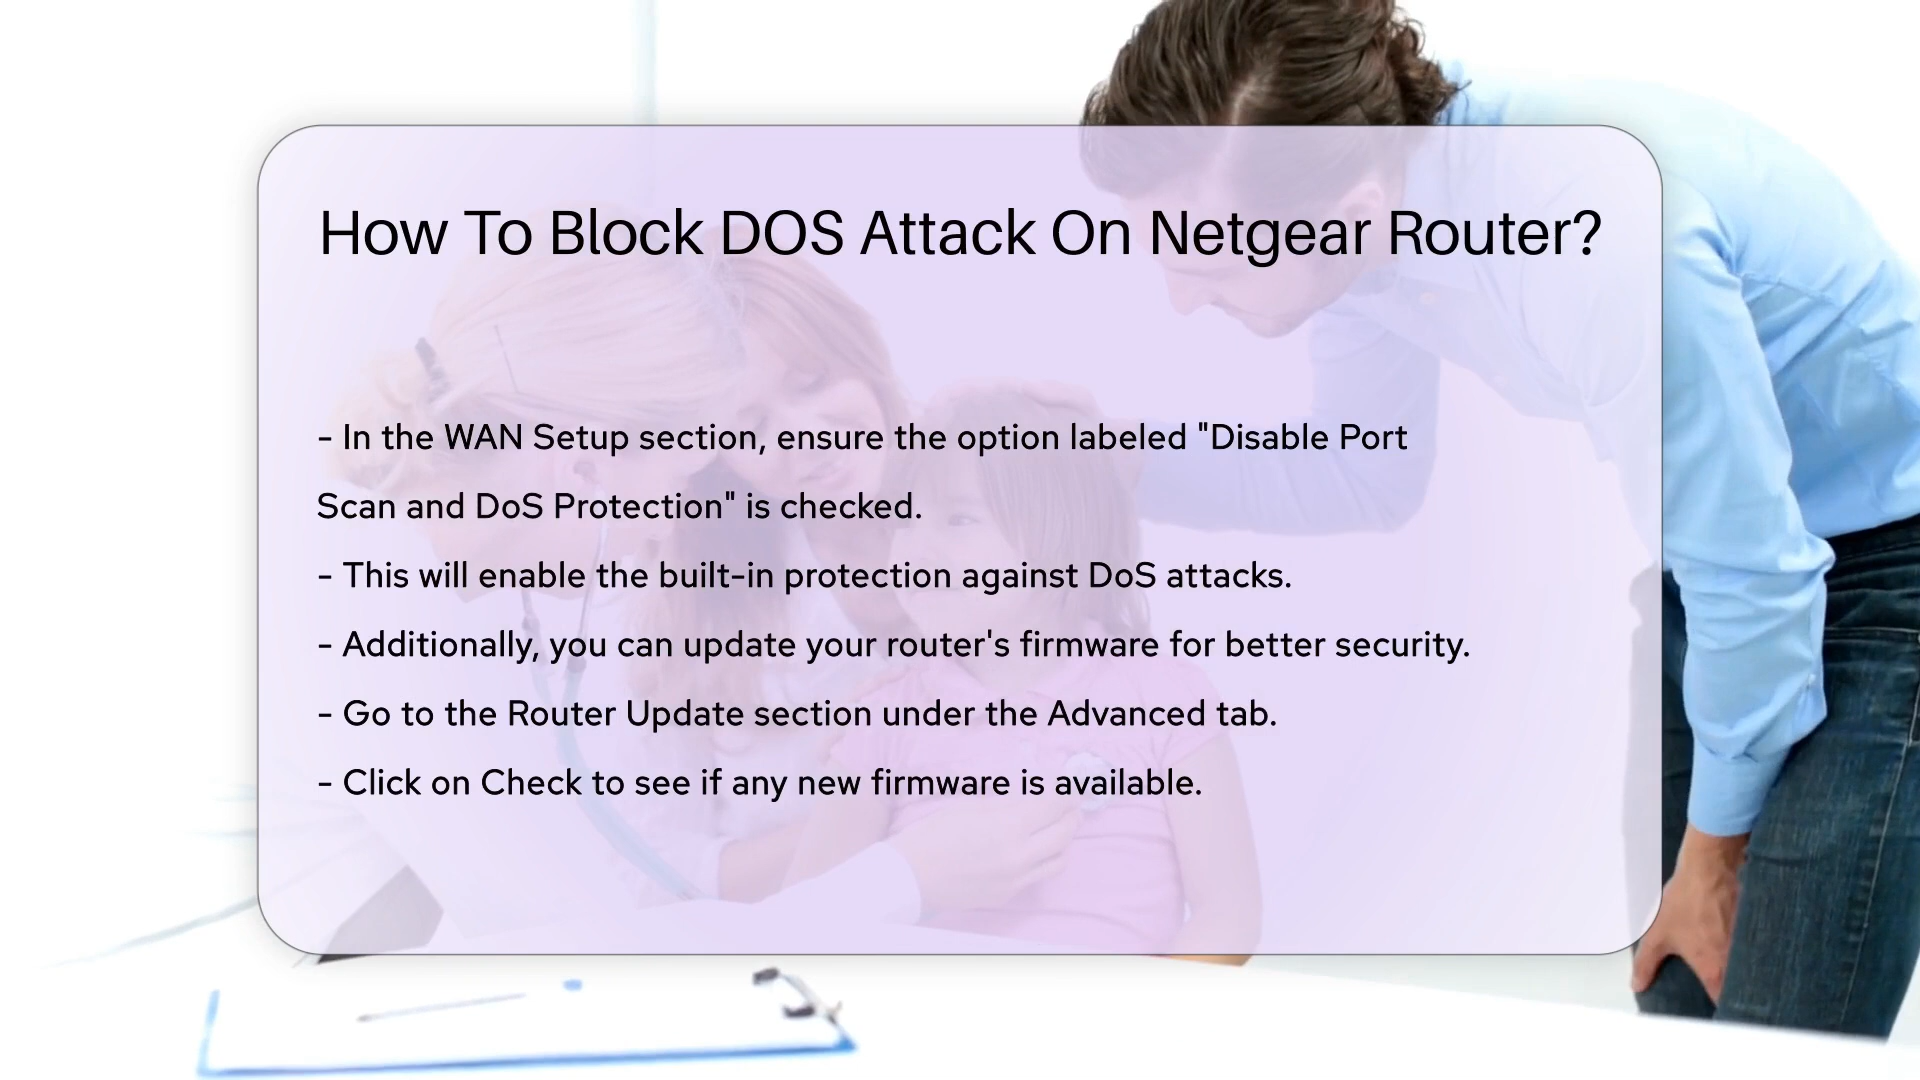 How To Block DOS Attack On Netgear Router?
- In the WAN Setup section, ensure the option labeled "Disable Port
Scan and DoS Protection" is checked.
- This will enable the built-in protection against DoS attacks.
- Additionally, you can update your router's firmware for better security.
- Go to the Router Update section under the Advanced tab.
- Click on Check to see if any new firmware is available.